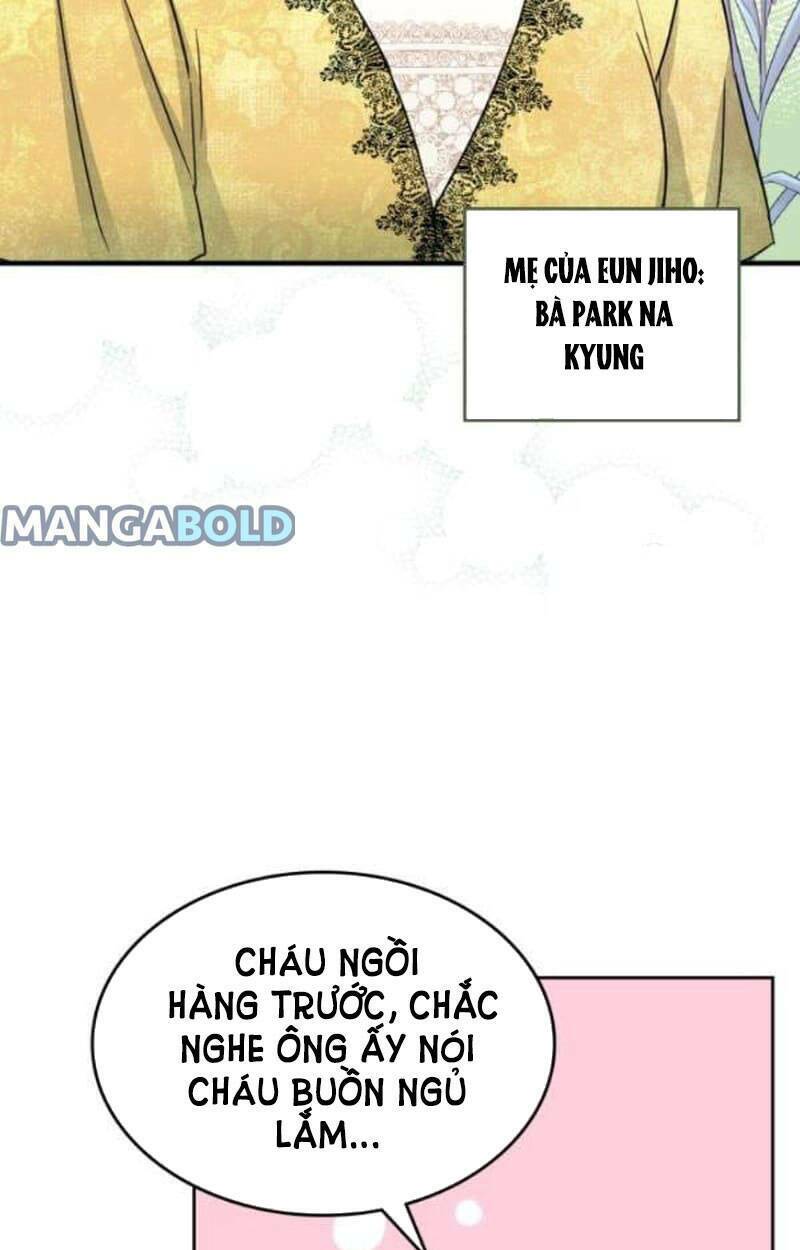 MẸ CỦA EUN JIHO:
BÀ PARK NA
KYUNG
MANGABOLD
CHÁU NGỒI
HÀNG TRƯỚC, CHẮC
NGHE ÔNG ẤY NÓI
CHÁU BUỒN NGỦ
LẮM...